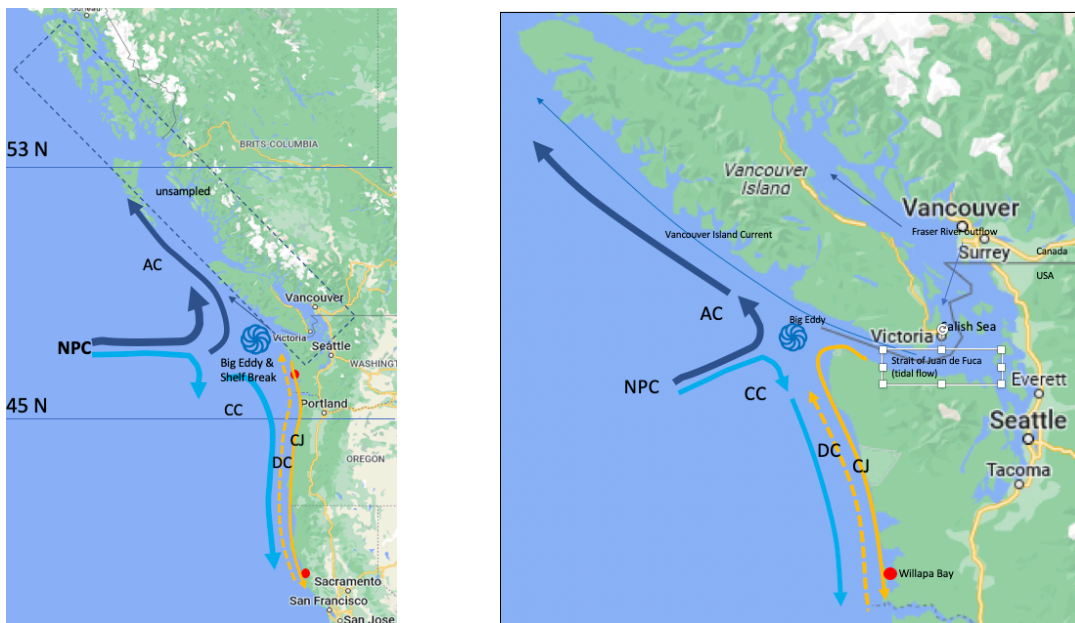 Juneau
53 N
BRITS-COLUMBIA
unsampled
AC
Vancouver
NPC
Victoria
Seattle
Big Eddy &
Shelf Break
WASHINGT
CC
45 N
Portland
CJ
DC
OREGON
Sacramento
San Francisco
San Jose
Vancouver
Island
Vancouver
Fraser River outflow
Surrey
Canada
Vancouver Island Current
USA
AC
Big Eddy
Salish Sea
Victoria
Strait of Juan de Fuca
(tidal flow)
NPC
CC
Everett
Seattle
DC
CJ
Tacoma
Willapa Bay